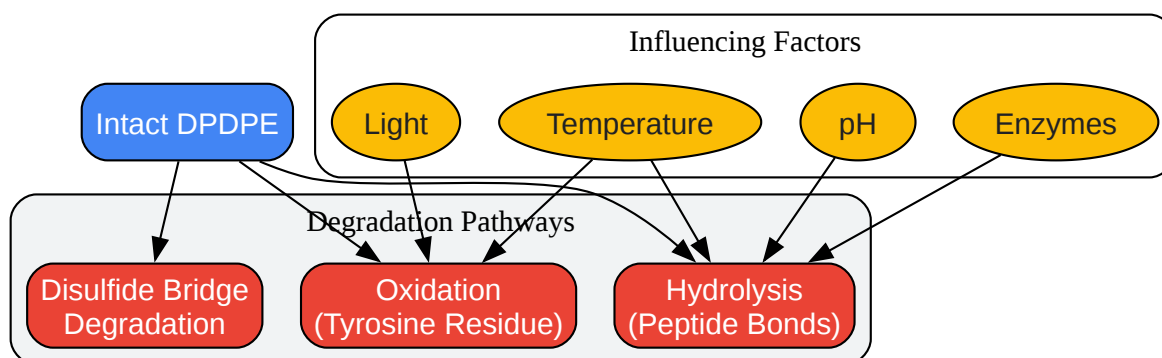 Influencing Factors
Intact DPDPE
Light
Temperature
pH
Enzymes
Degradation Pathways
Disulfide Bridge
Degradation
Oxidation
(Tyrosine Residue)
Hydrolysis
(Peptide Bonds)